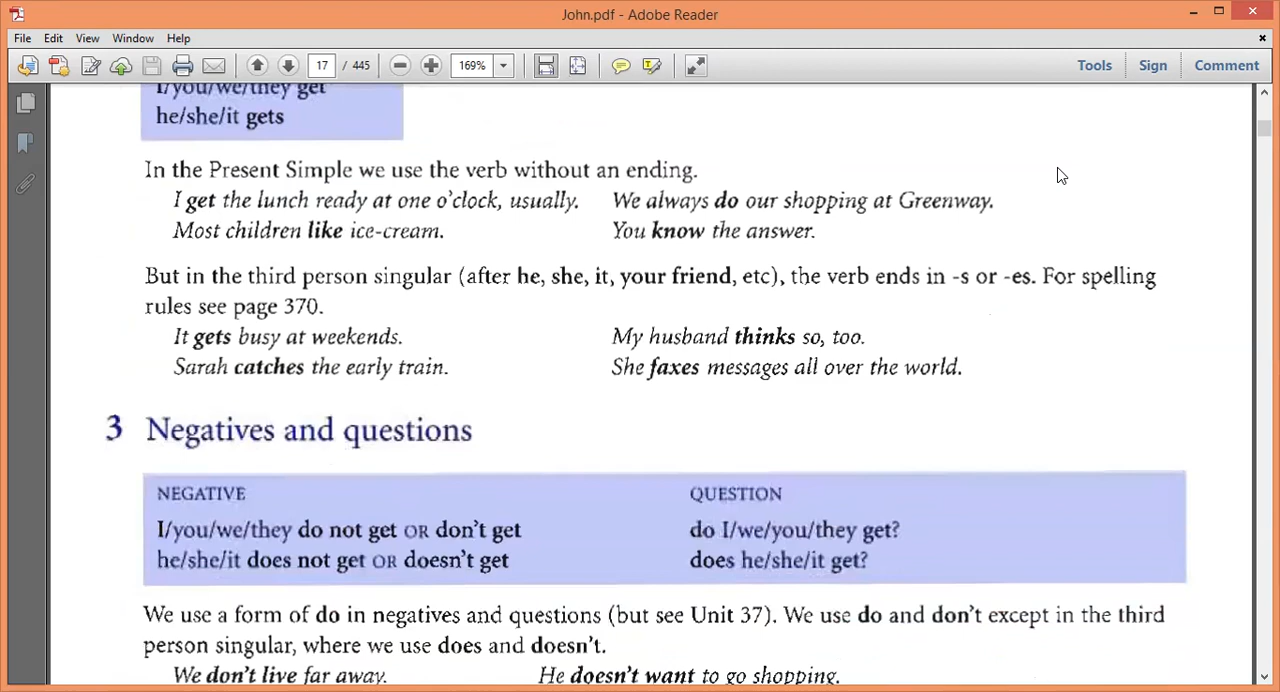 John.pdf - Adobe Reader
File Edit View Window Help
17 / 445 169% Tools Sign Comment
I/you/we/they get
he/she/it gets
In the Present Simple we use the verb without an ending.
I get the lunch ready at one o'clock, usually. We always do our shopping at Greenway.
Most children like ice-cream. You know the answer.
But in the third person singular (after he, she, it, your friend, etc), the verb ends in -s or -es. For spelling
rules see page 370.
It gets busy at weekends. My husband thinks so, too.
Sarah catches the early train. She faxes messages all over the world.
3 Negatives and questions
NEGATIVE QUESTION
I/you/we/they do not get OR don't get do I/we/you/they get?
he/she/it does not get OR doesn't get does he/she/it get?
We use a form of do in negatives and questions (but see Unit 37). We use do and don't except in the third
person singular, where we use does and doesn't.
We don't live far away. He doesn't want to go shopping.